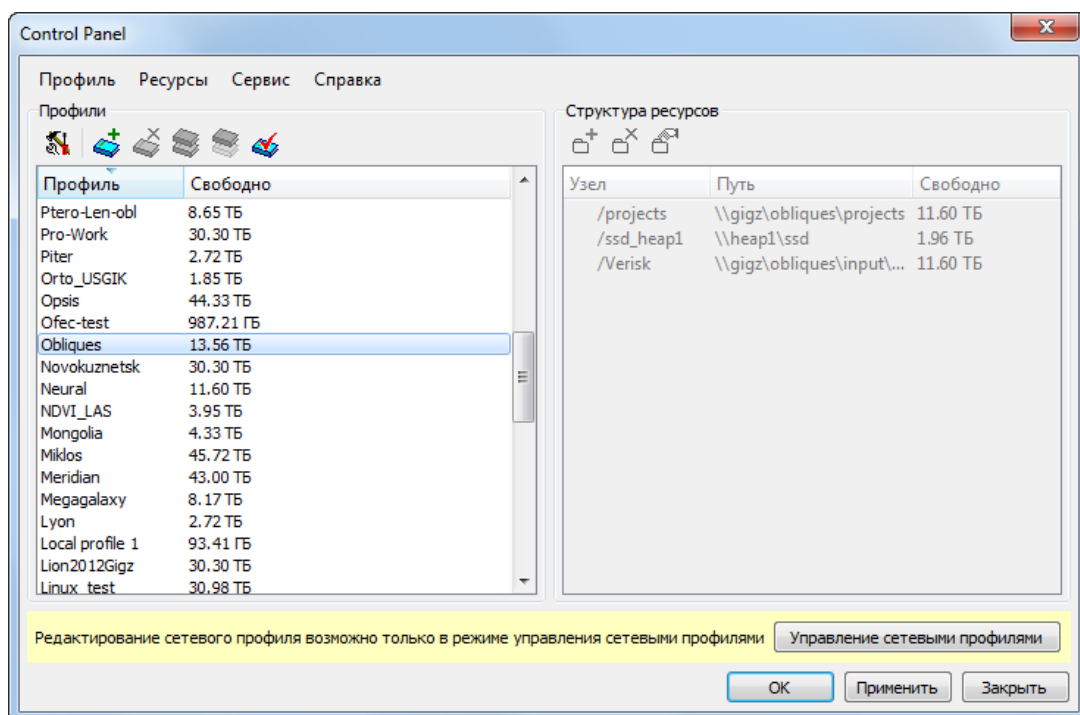 Control Panel
Профиль Ресурсы Сервис Справка
Профили
Профиль Свободно
Ptero-Len-obl 8.65 ТБ
Pro-Work 30.30 ТБ
Piter 2.72 ТБ
Orto_USGIK 1.85 ТБ
Opsis 44.33 ТБ
Ofec-test 987.21 ГБ
Obliques 13.56 ТБ
Novokuznetsk 30.30 ТБ
Neural 11.60 ТБ
NDVI_LAS 3.95 ТБ
Mongolia 4.33 ТБ
Miklos 45.72 ТБ
Meridian 43.00 ТБ
Megagalaxy 8.17 ТБ
Lyon 2.72 ТБ
Local profile 1 93.41 ГБ
Lion2012Gigz 30.30 ТБ
Linux_test 30.98 ТБ
Структура ресурсов
Узел Путь Свободно
/projects \\gigz\obliques\projects 11.60 ТБ
/ssd_heap1 \\heap1\ssd 1.96 ТБ
/Verisk \\gigz\obliques\input\... 11.60 ТБ
Редактирование сетевого профиля возможно только в режиме управления сетевыми профилями Управление сетевыми профилями
OK Применить Закрыть